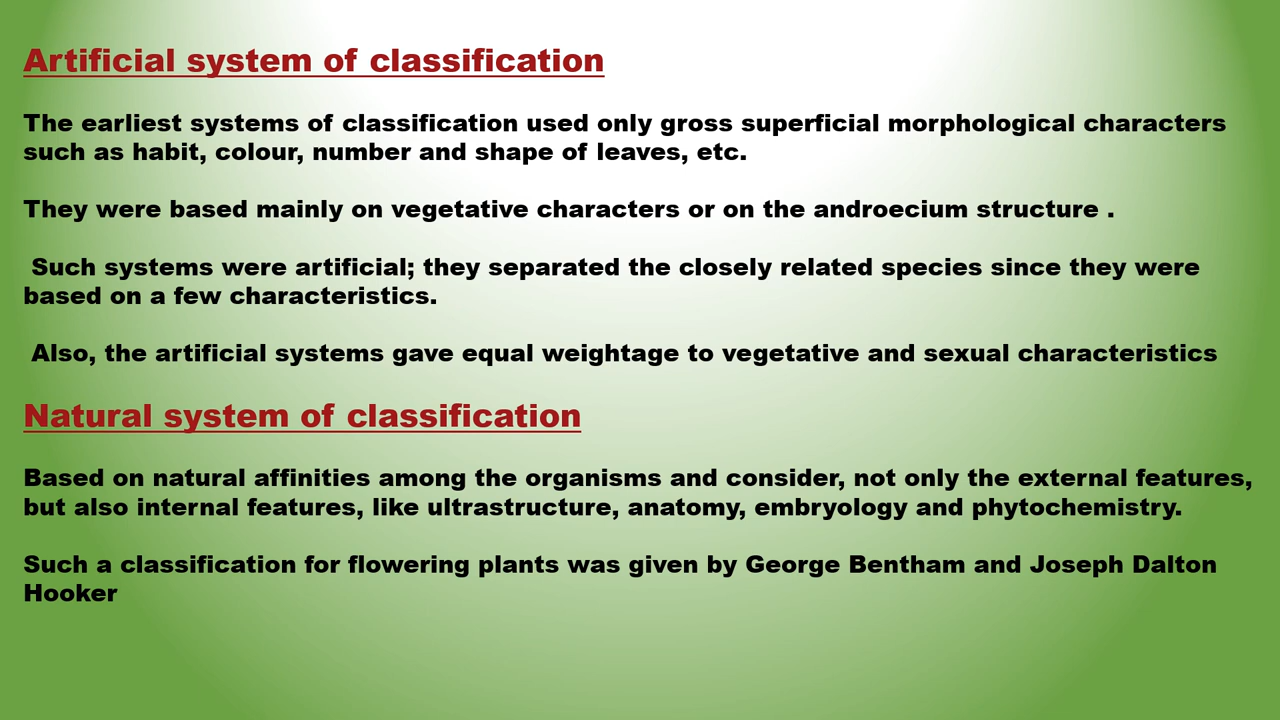 Artificial system of classification
The earliest systems of classification used only gross superficial morphological characters
such as habit, colour, number and shape of leaves, etc.
They were based mainly on vegetative characters or on the androecium structure .
Such systems were artificial; they separated the closely related species since they were
based on a few characteristics.
Also, the artificial systems gave equal weightage to vegetative and sexual characteristics
Natural system of classification
Based on natural affinities among the organisms and consider, not only the external features,
but also internal features, like ultrastructure, anatomy, embryology and phytochemistry.
Such a classification for flowering plants was given by George Bentham and Joseph Dalton
Hooker